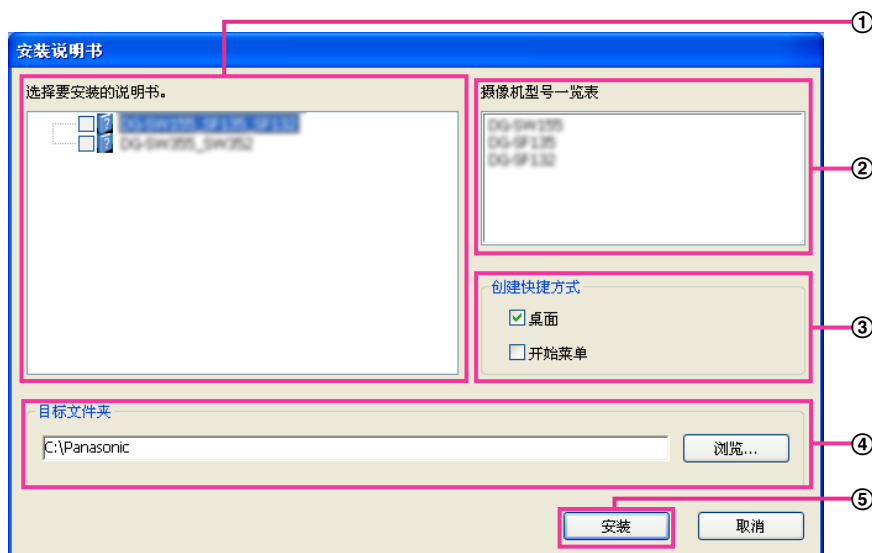 ①
安装说明书
选择要安装的说明书。
DG-SW155_SF135_SF132
DG-SW355_SW352
摄像机型号一览表
DG-SW155
DG-SF135
DG-SF132
②
创建快捷方式
桌面
开始菜单
③
目标文件夹
C:\Panasonic
浏览...
④
⑤
安装
取消